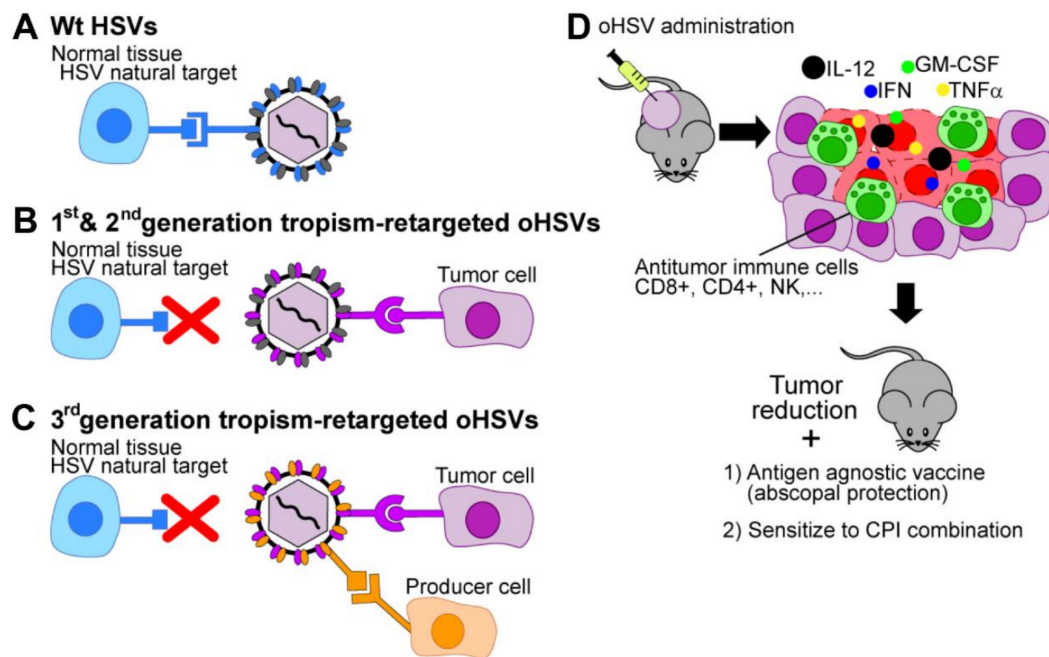 A Wt HSVs
Normal tissue
HSV natural target
B 1st & 2nd generation tropism-retargeted oHSVs
Normal tissue
HSV natural target
Tumor cell
C 3rd generation tropism-retargeted oHSVs
Normal tissue
HSV natural target
Tumor cell
Producer cell
D oHSV administration
IL-12
GM-CSF
IFN
TNFα
Antitumor immune cells
CD8+, CD4+, NK,...
Tumor
reduction
+
1) Antigen agnostic vaccine
(abscopal protection)
2) Sensitize to CPI combination